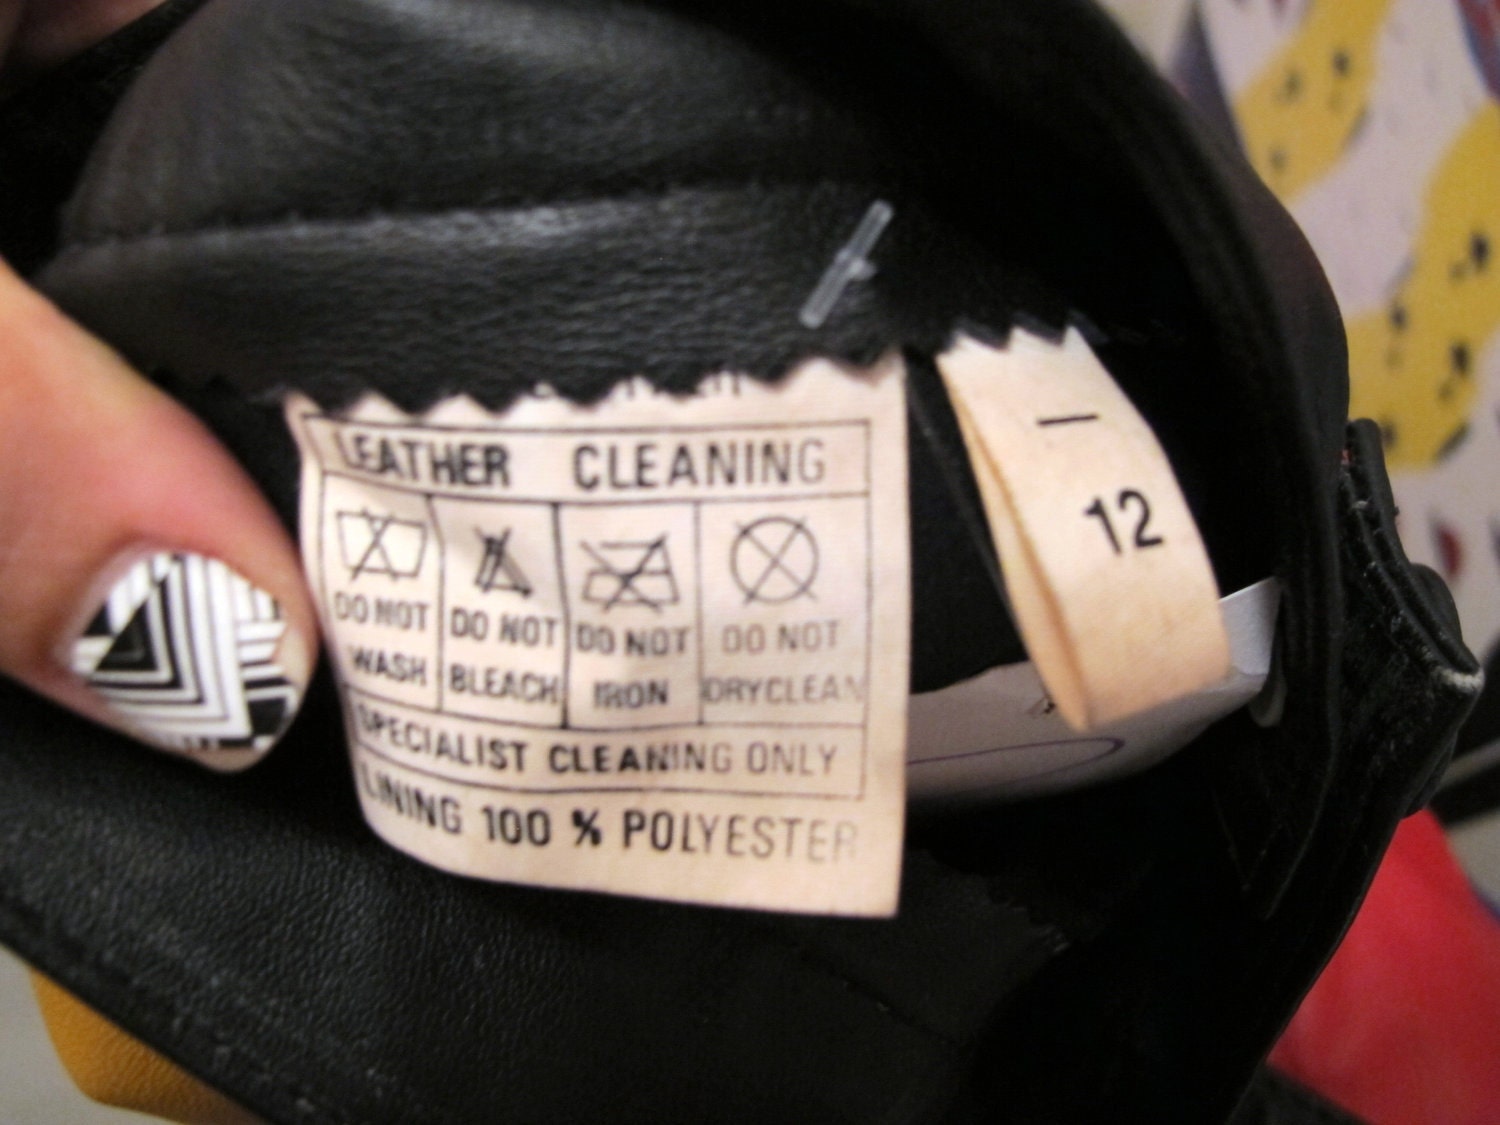 LEATHER CLEANING
DO NOT WASH
DO NOT BLEACH
DO NOT IRON
DO NOT DRYCLEAN
SPECIALIST CLEANING ONLY
LINING 100 % POLYESTER
12